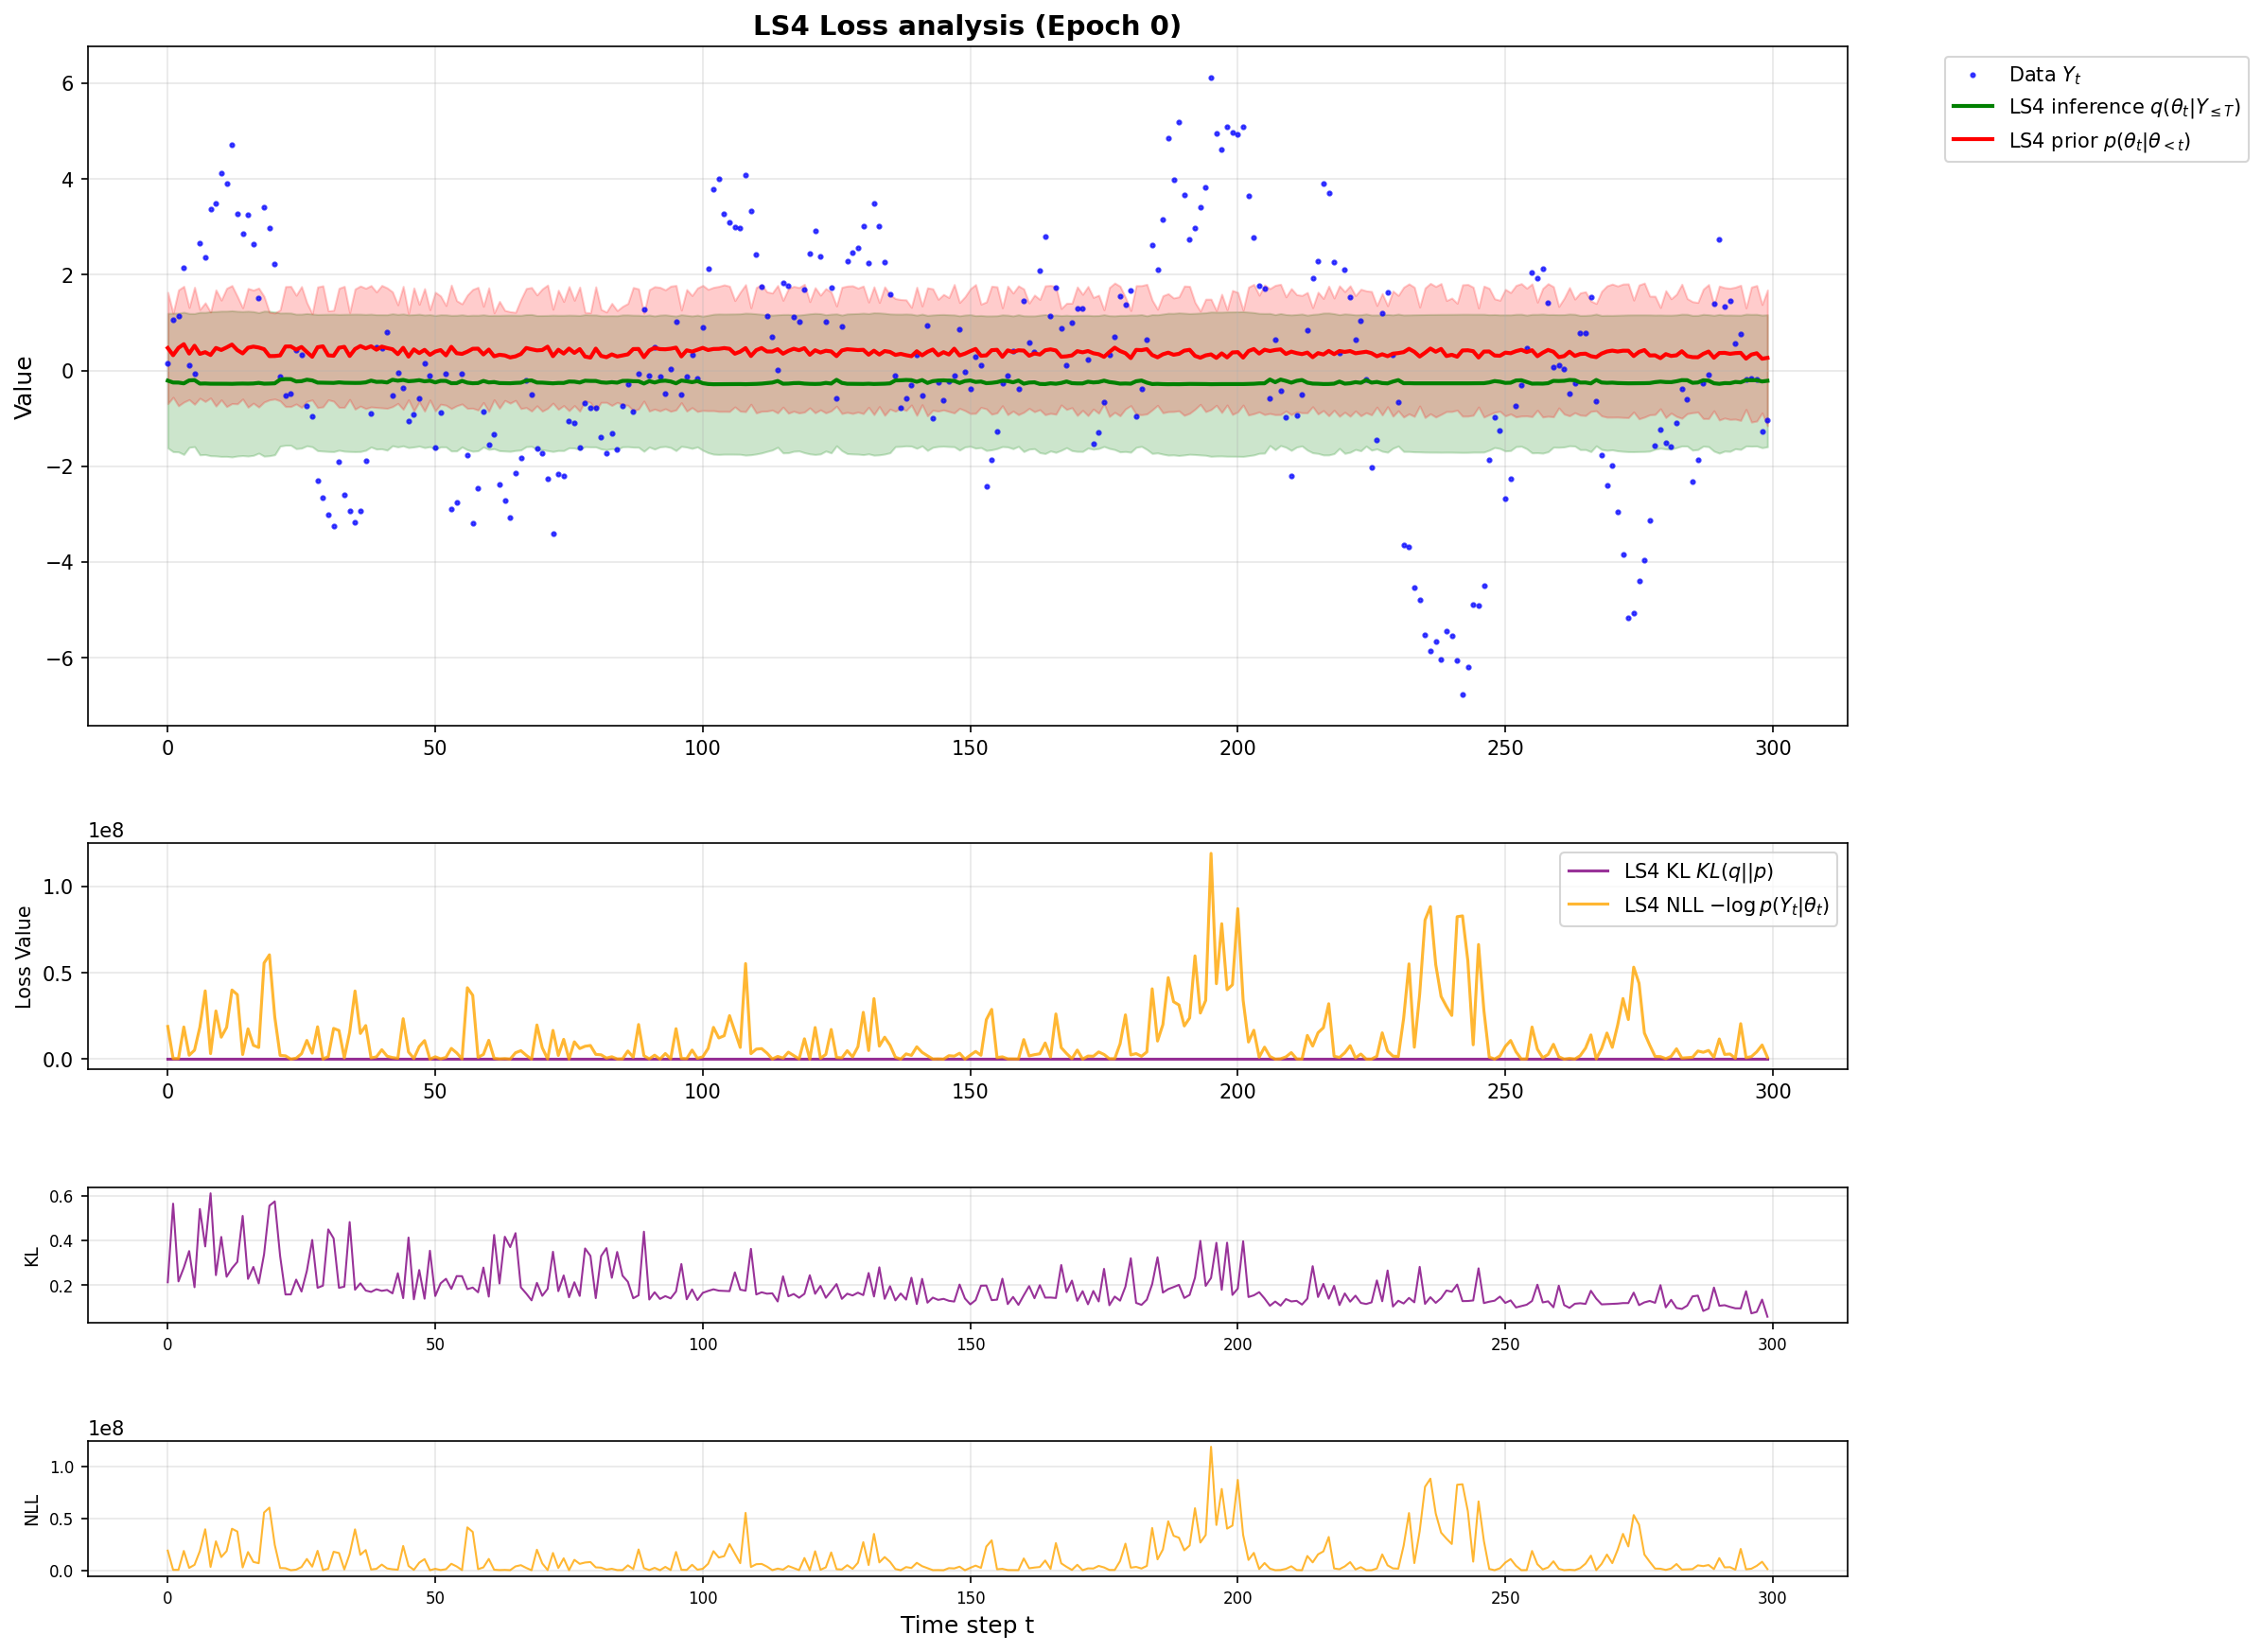 LS4 Loss analysis (Epoch 0)
Value
6
4
2
0
−2
−4
−6
0 50 100 150 200 250 300
Data Y_t
LS4 inference q(θ_t|Y_{≤T})
LS4 prior p(θ_t|θ_{<t})
1e8
Loss Value
1.0
0.5
0.0
0 50 100 150 200 250 300
LS4 KL KL(q||p)
LS4 NLL −log p(Y_t|θ_t)
KL
0.6
0.4
0.2
0 50 100 150 200 250 300
1e8
NLL
1.0
0.5
0.0
0 50 100 150 200 250 300
Time step t